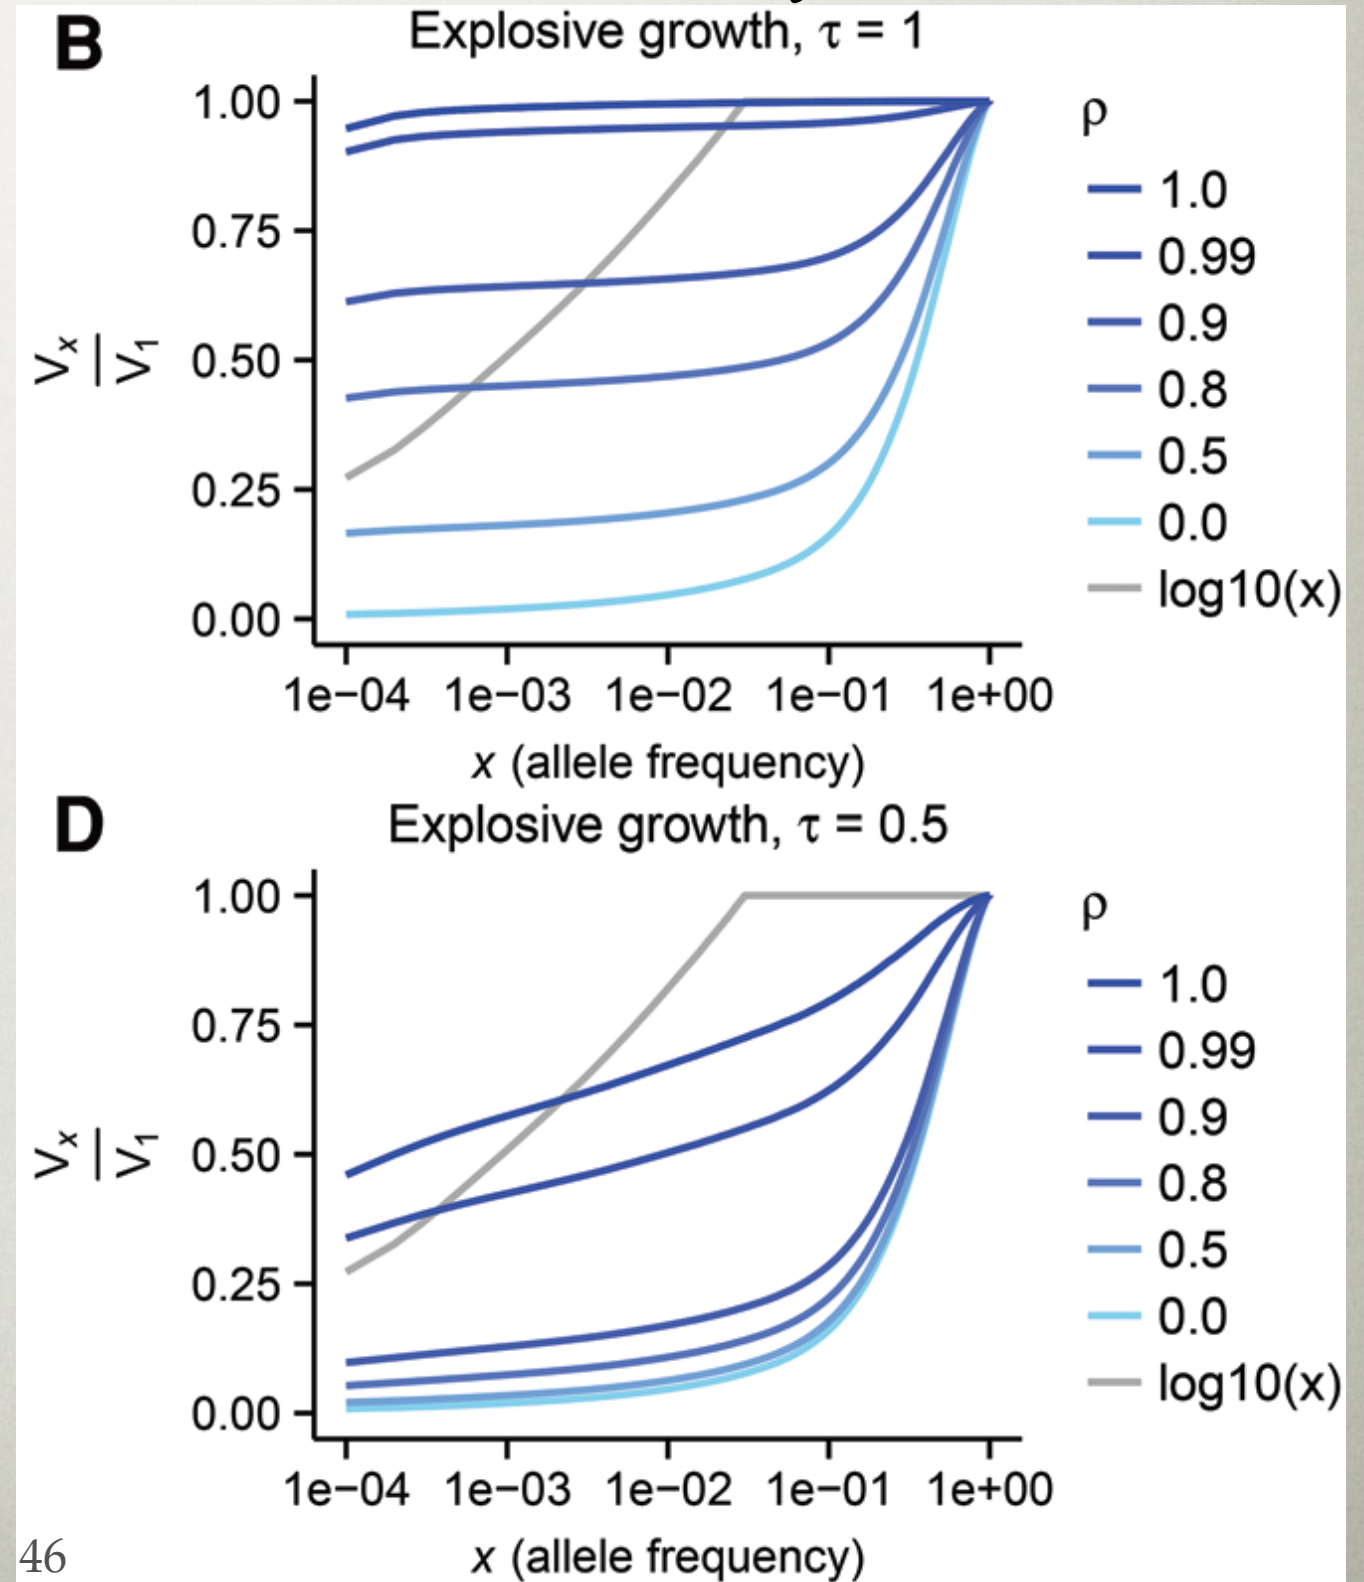 B
Explosive growth, τ = 1
1.00
0.75
0.50
0.25
0.00
Vx
V1
1e−04 1e−03 1e−02 1e−01 1e+00
x (allele frequency)
ρ
1.0
0.99
0.9
0.8
0.5
0.0
log10(x)
D
Explosive growth, τ = 0.5
1.00
0.75
0.50
0.25
0.00
Vx
V1
1e−04 1e−03 1e−02 1e−01 1e+00
x (allele frequency)
ρ
1.0
0.99
0.9
0.8
0.5
0.0
log10(x)
46